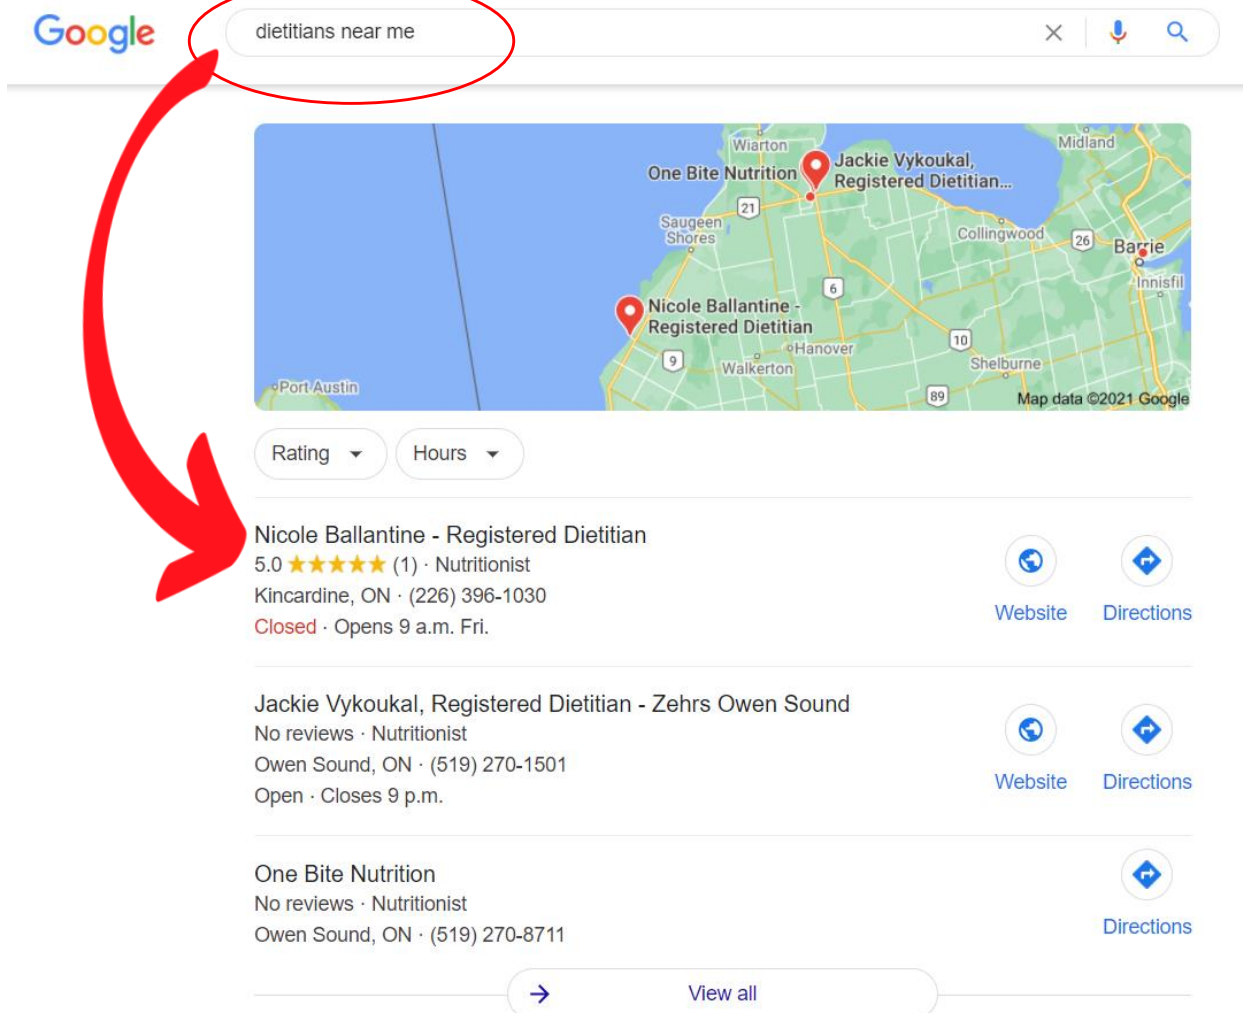 Google
dietitians near me
Wiarton
Midland
One Bite Nutrition
Jackie Vykoukal,
Registered Dietitian...
21
Saugeen
Shores
Collingwood
26
Barrie
6
Innisfil
Nicole Ballantine -
Registered Dietitian
10
Hanover
9
Walkerton
Shelburne
Port Austin
89
Map data ©2021 Google
Rating
Hours
Nicole Ballantine - Registered Dietitian
5.0 ★★★★★ (1) · Nutritionist
Kincardine, ON · (226) 396-1030
Closed · Opens 9 a.m. Fri.
Website
Directions
Jackie Vykoukal, Registered Dietitian - Zehrs Owen Sound
No reviews · Nutritionist
Owen Sound, ON · (519) 270-1501
Open · Closes 9 p.m.
Website
Directions
One Bite Nutrition
No reviews · Nutritionist
Owen Sound, ON · (519) 270-8711
Directions
View all